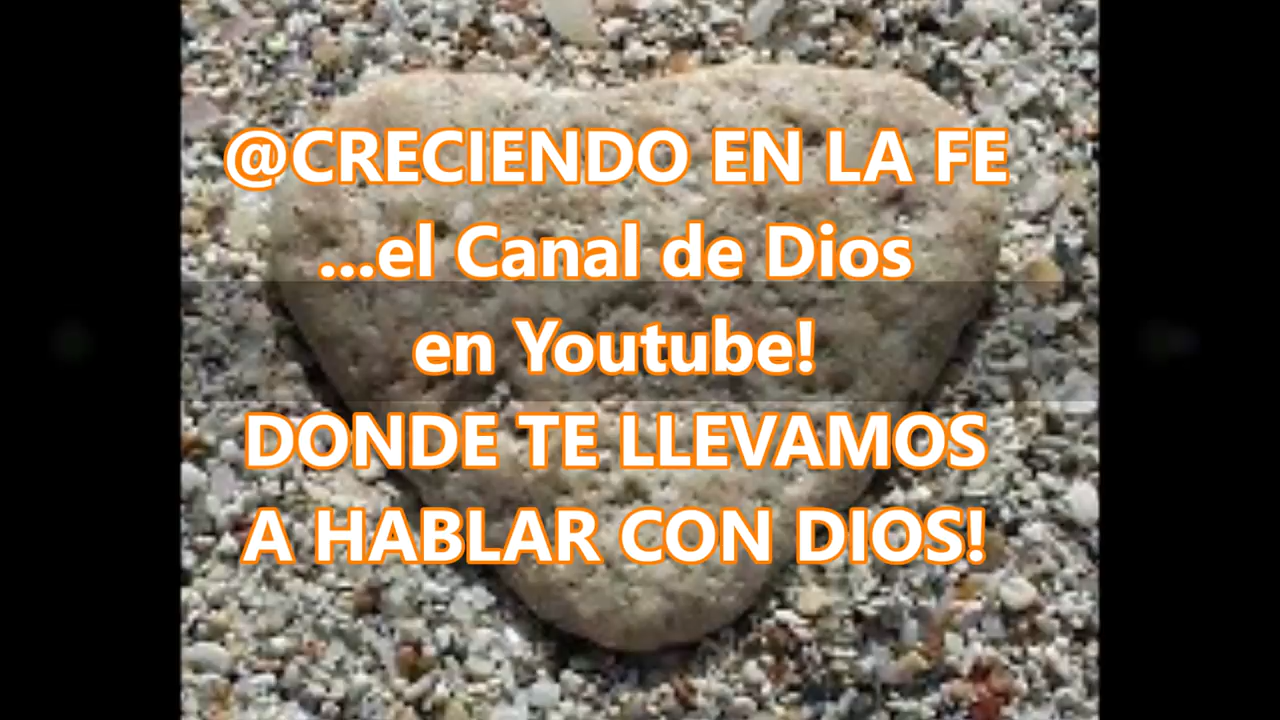 @CRECIENDO EN LA FE
...el Canal de Dios
en Youtube!
DONDE TE LLEVAMOS
A HABLAR CON DIOS!